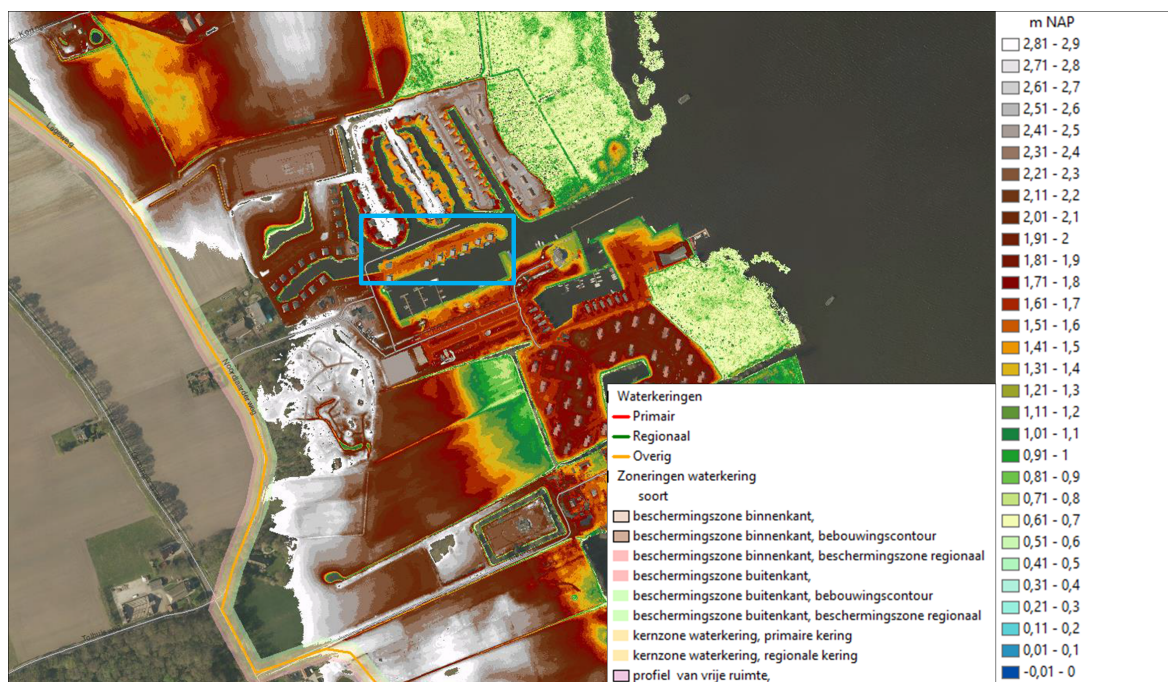 m NAP
2,81 - 2,9
2,71 - 2,8
2,61 - 2,7
2,51 - 2,6
2,41 - 2,5
2,31 - 2,4
2,21 - 2,3
2,11 - 2,2
2,01 - 2,1
1,91 - 2
1,81 - 1,9
1,71 - 1,8
1,61 - 1,7
1,51 - 1,6
1,41 - 1,5
1,31 - 1,4
1,21 - 1,3
1,11 - 1,2
1,01 - 1,1
0,91 - 1
0,81 - 0,9
0,71 - 0,8
0,61 - 0,7
0,51 - 0,6
0,41 - 0,5
0,31 - 0,4
0,21 - 0,3
0,11 - 0,2
0,01 - 0,1
-0,01 - 0
Lageweg
Waterkeringen
Primair
Regionaal
Overig
Zoneringen waterkering
soort
beschermingszone binnenkant,
beschermingszone binnenkant, bebouwingscontour
beschermingszone binnenkant, beschermingszone regionaal
beschermingszone buitenkant,
beschermingszone buitenkant, bebouwingscontour
beschermingszone buitenkant, beschermingszone regionaal
kernzone waterkering, primaire kering
kernzone waterkering, regionale kering
profiel van vrije ruimte,